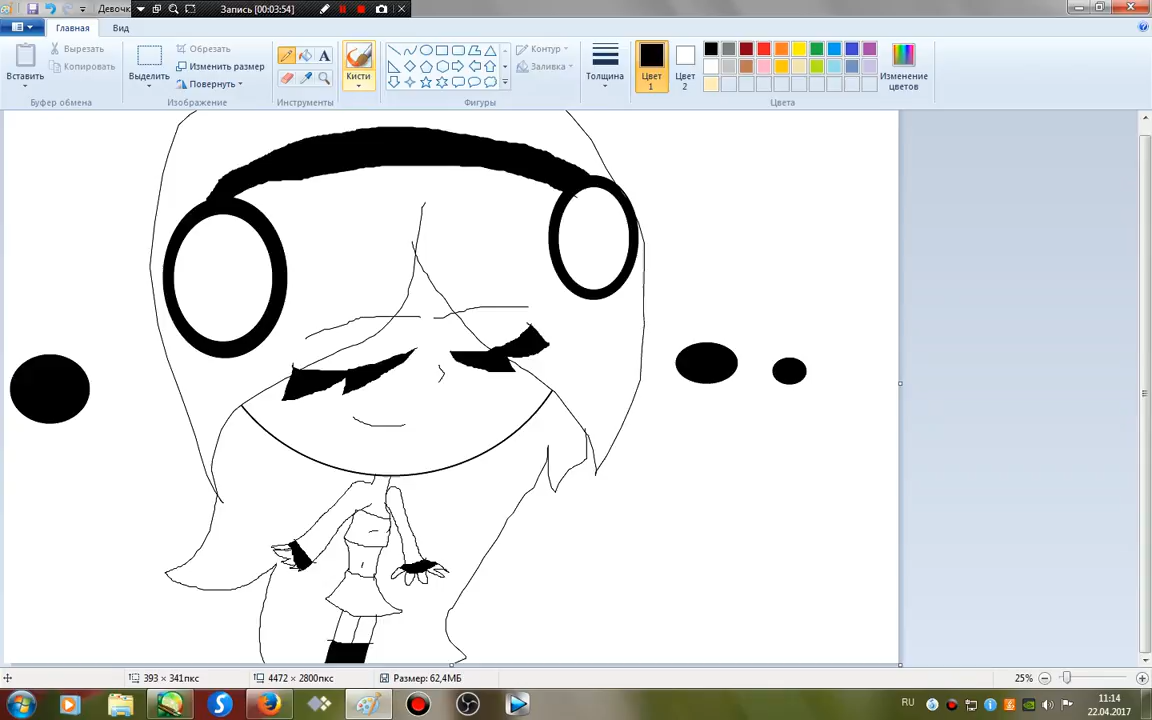 Девочк
Запись [00:03:54]
Главная Вид
Вставить
Вырезать
Копировать
Буфер обмена
Выделить
Обрезать
Изменить размер
Повернуть
Изображение
A
Инструменты
Кисти
Контур
Заливка
Фигуры
Толщина
Цвет
1
Цвет
2
Изменение
цветов
Цвета
393 × 341пкс
4472 × 2800пкс
Размер: 62,4МБ
25%
RU
11:14
22.04.2017